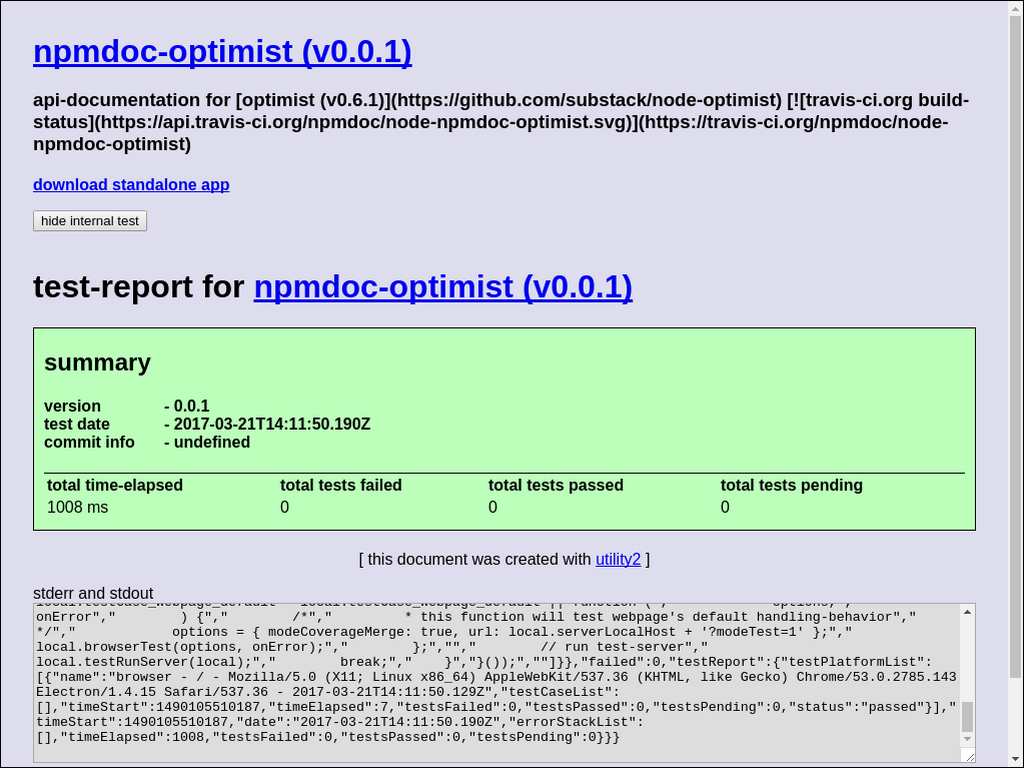 npmdoc-optimist (v0.0.1)
api-documentation for [optimist (v0.6.1)](https://github.com/substack/node-optimist) [![travis-ci.org build-
status](https://api.travis-ci.org/npmdoc/node-npmdoc-optimist.svg)](https://travis-ci.org/npmdoc/node-
npmdoc-optimist)
download standalone app
hide internal test
test-report for npmdoc-optimist (v0.0.1)
summary
version - 0.0.1
test date - 2017-03-21T14:11:50.190Z
commit info - undefined
total time-elapsed total tests failed total tests passed total tests pending
1008 ms 0 0 0
[ this document was created with utility2 ]
stderr and stdout
onError","        ) {","        /*","         * this function will test webpage's default handling-behavior","
*/","            options = { modeCoverageMerge: true, url: local.serverLocalHost + '?modeTest=1' };","
local.browserTest(options, onError);","        };","","        // run test-server","
local.testRunServer(local);","        break;","    }","}());",""]}},"failed":0,"testReport":{"testPlatformList":
[{"name":"browser - / - Mozilla/5.0 (X11; Linux x86_64) AppleWebKit/537.36 (KHTML, like Gecko) Chrome/53.0.2785.143
Electron/1.4.15 Safari/537.36 - 2017-03-21T14:11:50.129Z","testCaseList":
[],"timeStart":1490105510187,"timeElapsed":7,"testsFailed":0,"testsPassed":0,"testsPending":0,"status":"passed"}],"
timeStart":1490105510187,"date":"2017-03-21T14:11:50.190Z","errorStackList":
[],"timeElapsed":1008,"testsFailed":0,"testsPassed":0,"testsPending":0}}}